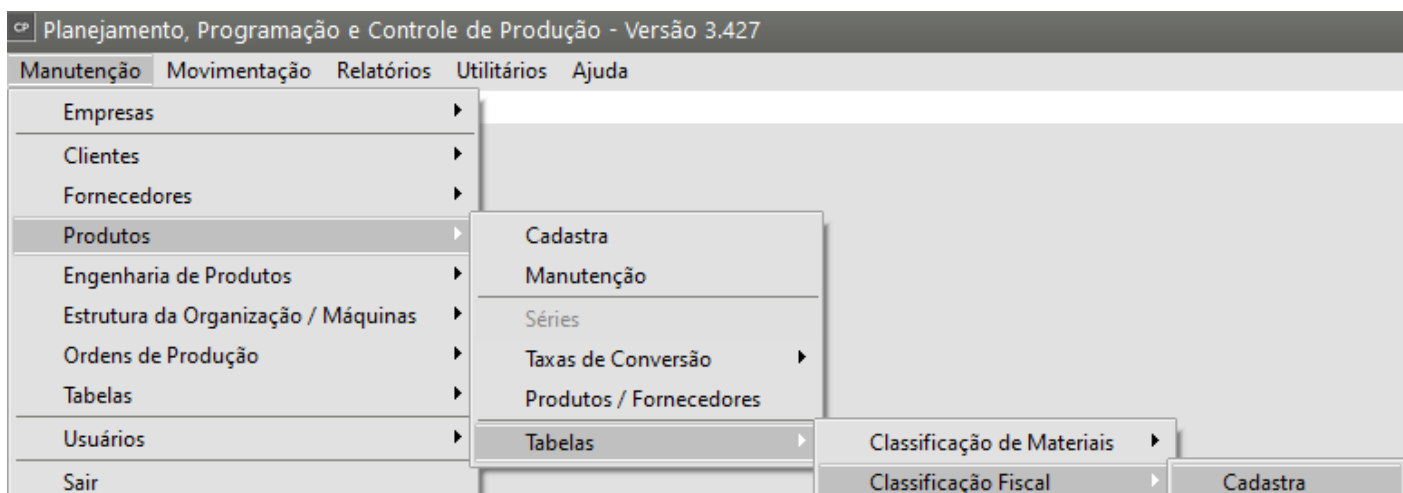 CP Planejamento, Programação e Controle de Produção - Versão 3.427
Manutenção Movimentação Relatórios Utilitários Ajuda
Empresas
Clientes
Fornecedores
Produtos
Engenharia de Produtos
Estrutura da Organização / Máquinas
Ordens de Produção
Tabelas
Usuários
Sair
Cadastra
Manutenção
Séries
Taxas de Conversão
Produtos / Fornecedores
Tabelas
Classificação de Materiais
Classificação Fiscal
Cadastra